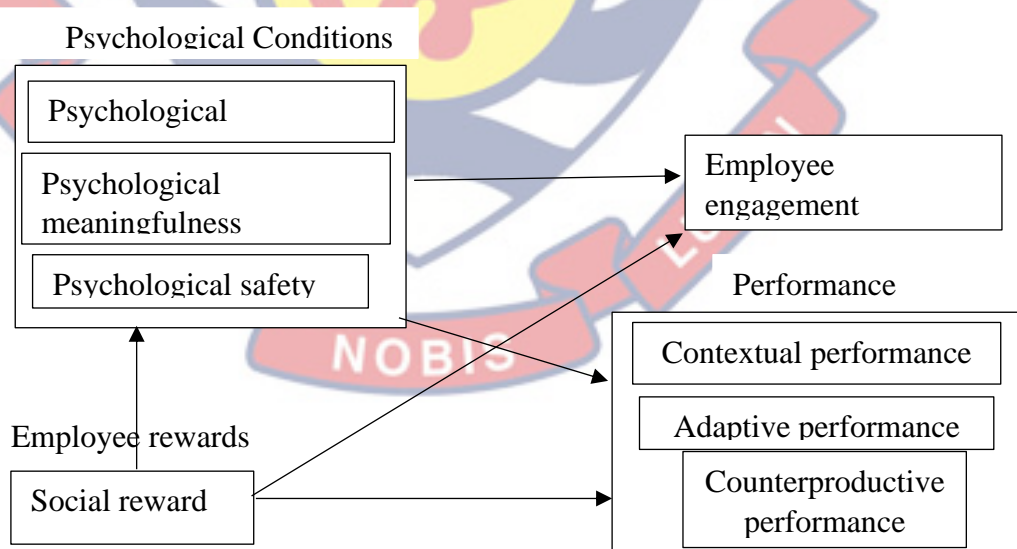 Psychological Conditions
Psychological
Psychological
meaningfulness
Psychological safety
Employee
engagement
Performance
Contextual performance
Adaptive performance
Counterproductive
performance
Employee rewards
Social reward
NOBIS